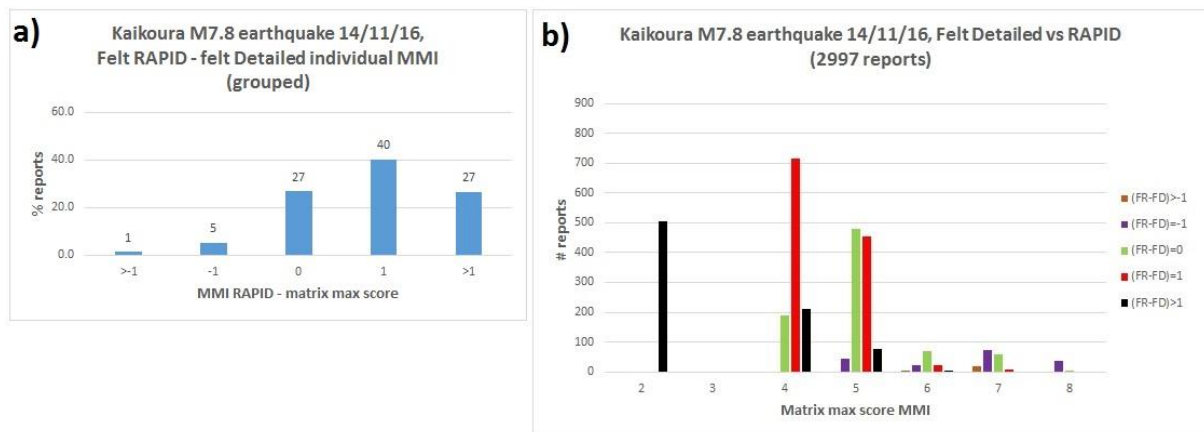 a)
Kaikoura M7.8 earthquake 14/11/16,
Felt RAPID - felt Detailed individual MMI
(grouped)
60.0
40.0
20.0
0.0
% reports
1
5
27
40
27
>-1
-1
0
1
>1
MMI RAPID - matrix max score
b)
Kaikoura M7.8 earthquake 14/11/16, Felt Detailed vs RAPID
(2997 reports)
900
800
700
600
500
400
300
200
100
0
# reports
2
3
4
5
6
7
8
Matrix max score MMI
(FR-FD)>-1
(FR-FD)=-1
(FR-FD)=0
(FR-FD)=1
(FR-FD)>1